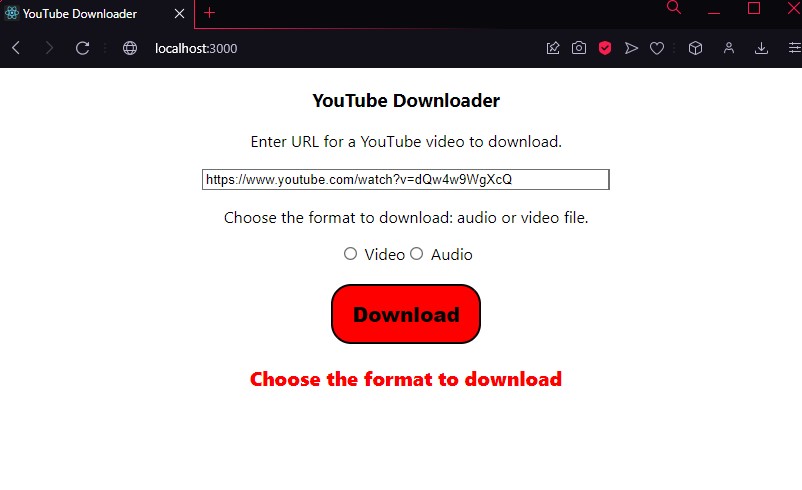 YouTube Downloader
localhost:3000
YouTube Downloader
Enter URL for a YouTube video to download.
https://www.youtube.com/watch?v=dQw4w9WgXcQ
Choose the format to download: audio or video file.
Video Audio
Download
Choose the format to download